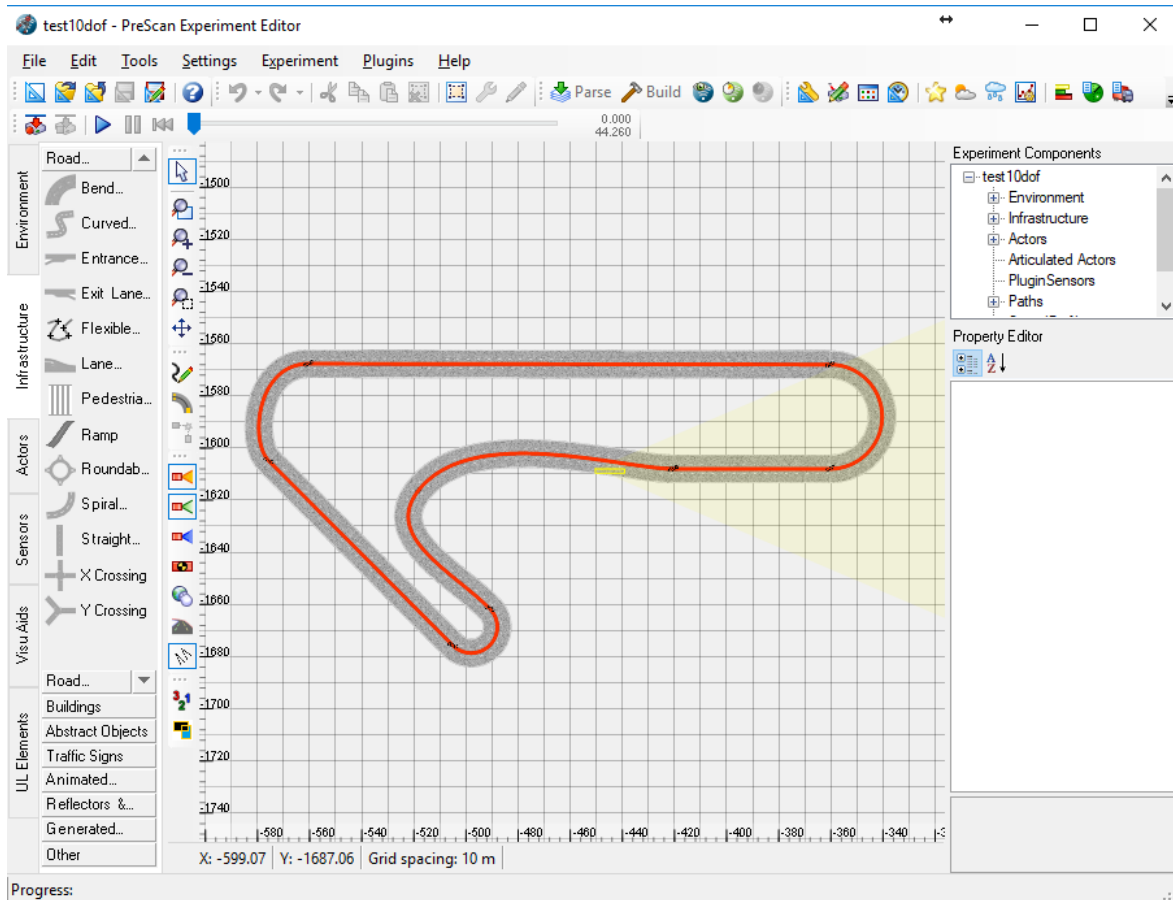 test10dof - PreScan Experiment Editor
File Edit Tools Settings Experiment Plugins Help
Parse Build
0.000
44.260
Environment
Infrastructure
Actors
Sensors
Visu Aids
UL Elements
Road...
Bend...
Curved...
Entrance...
Exit Lane...
Flexible...
Lane...
Pedestria...
Ramp
Roundab...
Spiral...
Straight...
X Crossing
Y Crossing
Road...
Buildings
Abstract Objects
Traffic Signs
Animated...
Reflectors &...
Generated...
Other
-1500
-1520
-1540
-1560
-1580
-1600
-1620
-1640
-1660
-1680
-1700
-1720
-1740
-580 -560 -540 -520 -500 -480 -460 -440 -420 -400 -380 -360 -340
X: -599.07 Y: -1687.06 Grid spacing: 10 m
Experiment Components
test10dof
Environment
Infrastructure
Actors
Articulated Actors
PluginSensors
Paths
Property Editor
Progress: